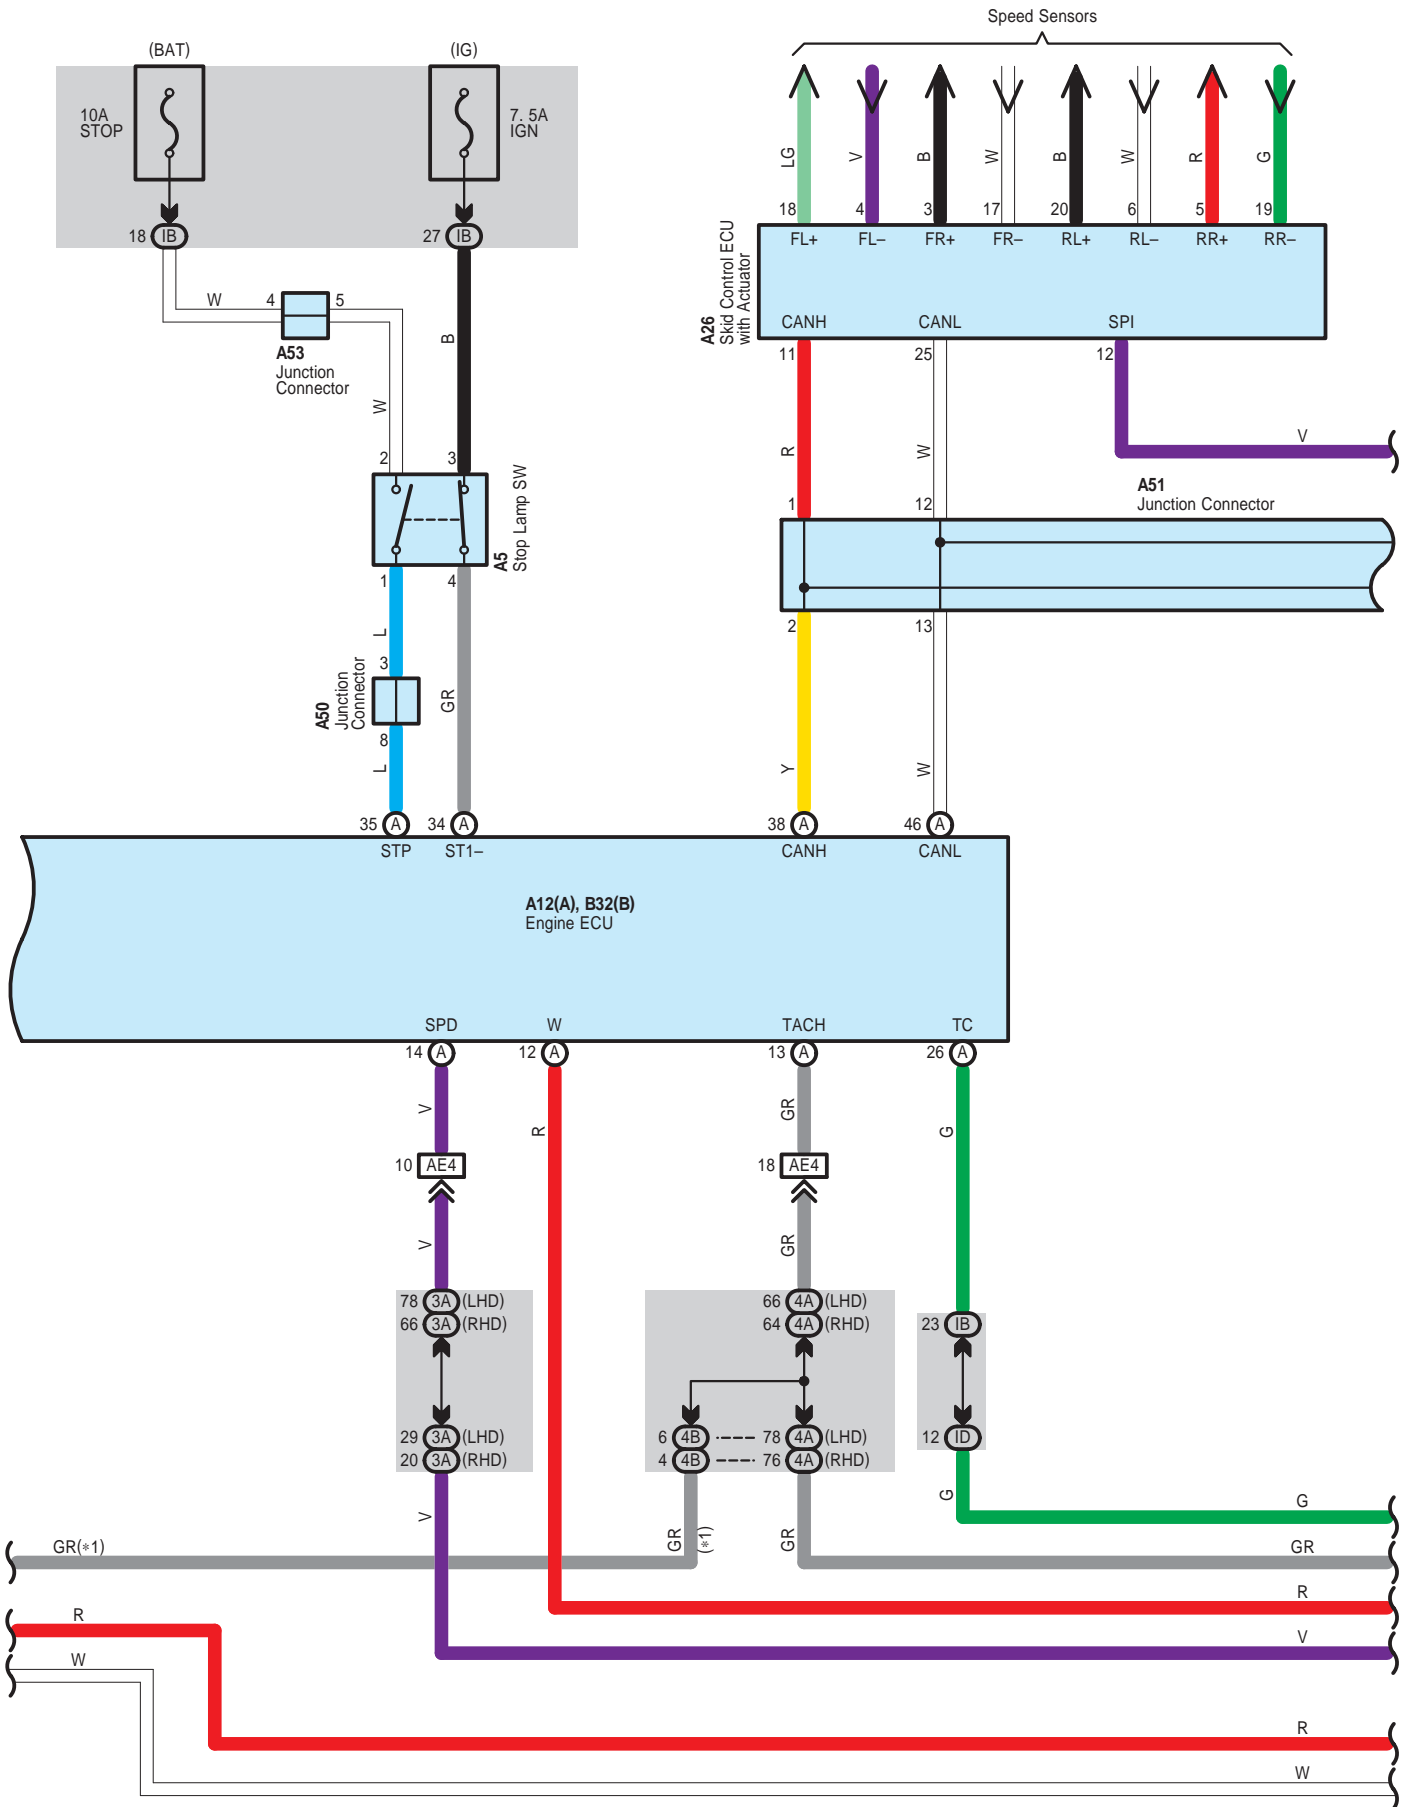 Speed Sensors
(BAT)
(IG)
10A
STOP
7. 5A
IGN
LG
V
B
W
B
W
R
G
18
4
3
17
20
6
5
19
18
IB
27
IB
FL+
FL–
FR+
FR–
RL+
RL–
RR+
RR–
A26
Skid Control ECU
with Actuator
W
4
5
CANH
CANL
SPI
A53
Junction
Connector
B
11
25
12
W
V
R
W
2
3
A51
Junction Connector
1
12
A5
Stop Lamp SW
1
4
2
13
L
3
A50
Junction
Connector
GR
8
L
Y
W
35
A
34
A
38
A
46
A
STP
ST1–
CANH
CANL
A12(A), B32(B)
Engine ECU
SPD
W
TACH
TC
14
A
12
A
13
A
26
A
V
R
GR
G
10
AE4
18
AE4
V
GR
78
3A
(LHD)
66
4A
(LHD)
66
3A
(RHD)
64
4A
(RHD)
23
IB
29
3A
(LHD)
6
4B
78
4A
(LHD)
12
ID
20
3A
(RHD)
4
4B
76
4A
(RHD)
G
G
V
GR
(*1)
GR
GR(*1)
GR
R
R
V
W
R
W